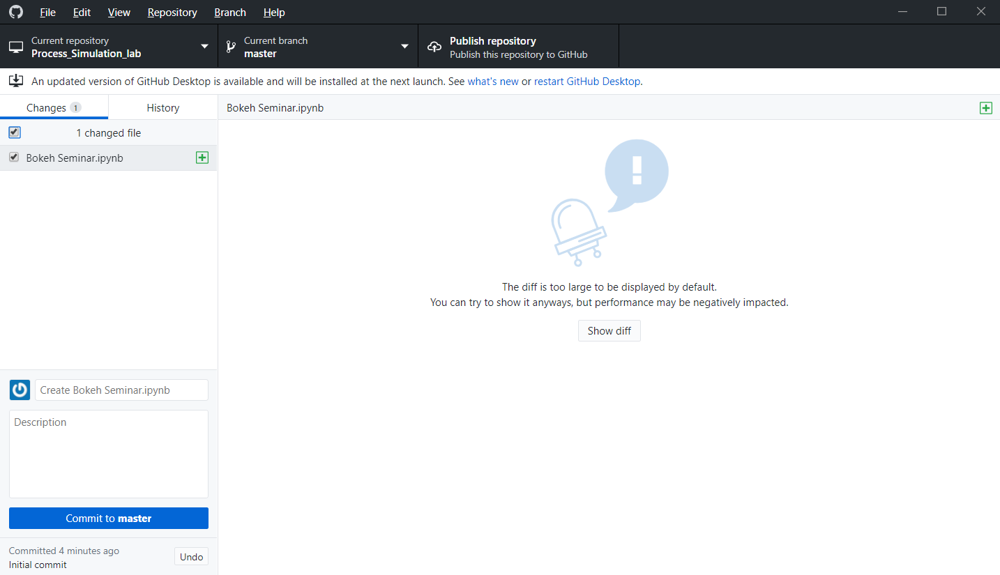 File Edit View Repository Branch Help
Current repository
Process_Simulation_lab
Current branch
master
Publish repository
Publish this repository to GitHub
An updated version of GitHub Desktop is available and will be installed at the next launch. See what's new or restart GitHub Desktop.
Changes 1
History
Bokeh Seminar.ipynb
1 changed file
Bokeh Seminar.ipynb
!
The diff is too large to be displayed by default.
You can try to show it anyways, but performance may be negatively impacted.
Show diff
Create Bokeh Seminar.ipynb
Description
Commit to master
Committed 4 minutes ago
Initial commit
Undo